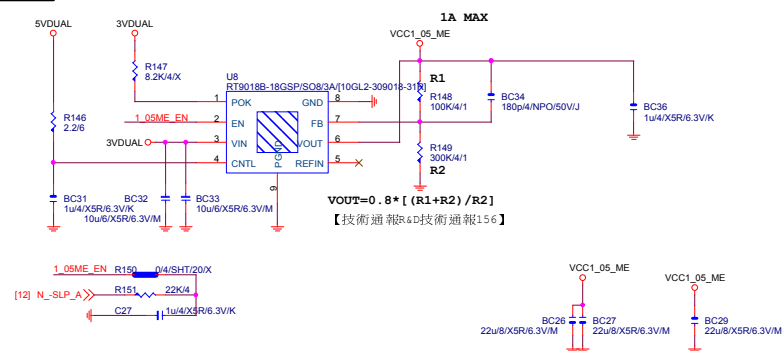 1A MAX
5VDUAL
3VDUAL
VCC1_05_ME
R147
8.2K/4/X
U8
RT9018B-18GSP/SO8/3A/[10GL2-309018-31R]
R1
R148
100K/4/1
BC34
180p/4/NPO/50V/J
BC36
1u/4/X5R/6.3V/K
R146
2.2/6
1_05ME_EN
3VDUAL
1 POK
2 EN
3 VIN
4 CNTL
GND 8
FB 7
VOUT 6
REFIN 5
PGND
9
R149
300K/4/1
R2
BC31
1u/4/X5R/6.3V/K
BC32
10u/6/X5R/6.3V/M
BC33
10u/6/X5R/6.3V/M
VOUT=0.8*[(R1+R2)/R2]
【技術通報R&D技術通報156】
1_05ME_EN
R150
0/4/SHT/20/X
[12] N_-SLP_A
R151
22K/4
C27
1u/4/X5R/6.3V/K
VCC1_05_ME
BC26
22u/8/X5R/6.3V/M
BC27
22u/8/X5R/6.3V/M
VCC1_05_ME
BC29
22u/8/X5R/6.3V/M